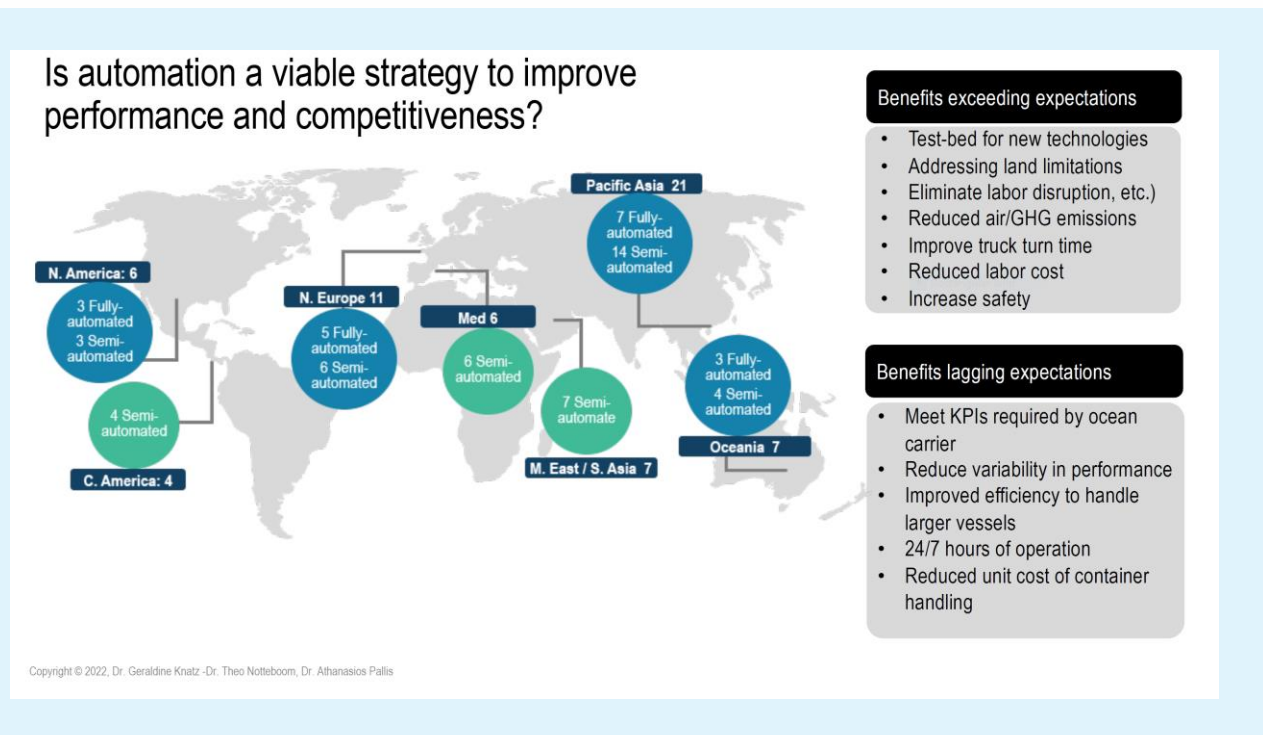 Is automation a viable strategy to improve
performance and competitiveness?
Pacific Asia 21
7 Fully-
automated
14 Semi-
automated
N. America: 6
3 Fully-
automated
3 Semi-
automated
N. Europe 11
5 Fully-
automated
6 Semi-
automated
Med 6
6 Semi-
automated
4 Semi-
automated
C. America: 4
7 Semi-
automate
M. East / S. Asia 7
3 Fully-
automated
4 Semi-
automated
Oceania 7
Benefits exceeding expectations
• Test-bed for new technologies
• Addressing land limitations
• Eliminate labor disruption, etc.)
• Reduced air/GHG emissions
• Improve truck turn time
• Reduced labor cost
• Increase safety
Benefits lagging expectations
• Meet KPIs required by ocean
carrier
• Reduce variability in performance
• Improved efficiency to handle
larger vessels
• 24/7 hours of operation
• Reduced unit cost of container
handling
Copyright © 2022, Dr. Geraldine Knatz -Dr. Theo Notteboom, Dr Athanasios Pallis